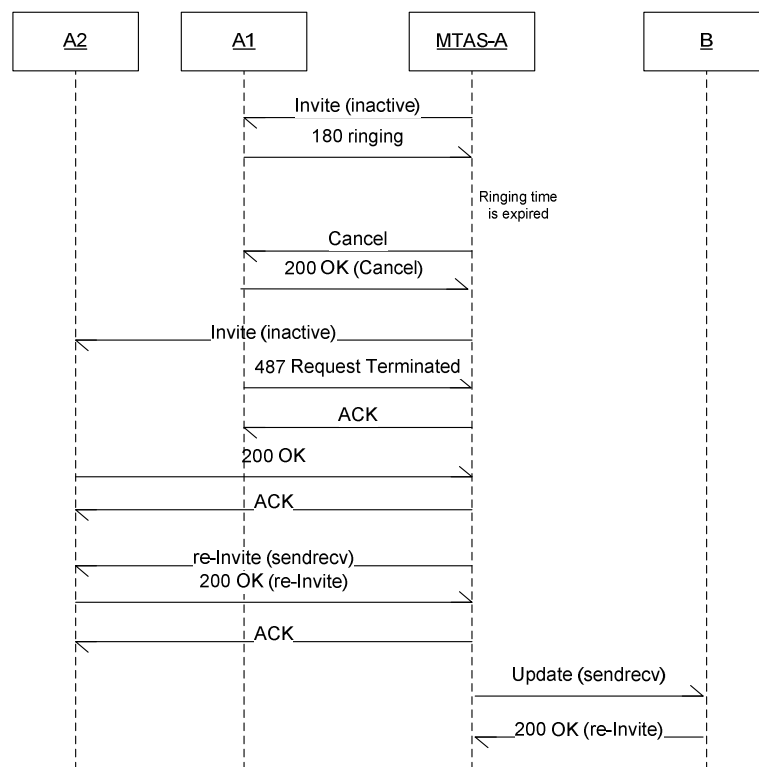 A2
A1
MTAS-A
B
Invite (inactive)
180 ringing
Ringing time
is expired
Cancel
200 OK (Cancel)
Invite (inactive)
487 Request Terminated
ACK
200 OK
ACK
re-Invite (sendrecv)
200 OK (re-Invite)
ACK
Update (sendrecv)
200 OK (re-Invite)